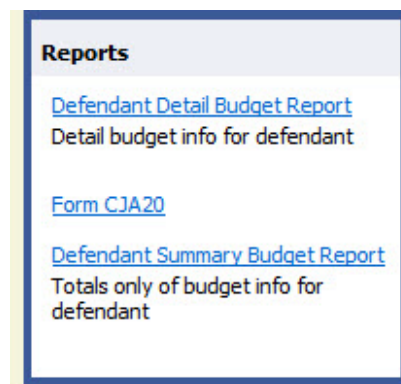 Reports
Defendant Detail Budget Report
Detail budget info for defendant
Form CJA20
Defendant Summary Budget Report
Totals only of budget info for
defendant